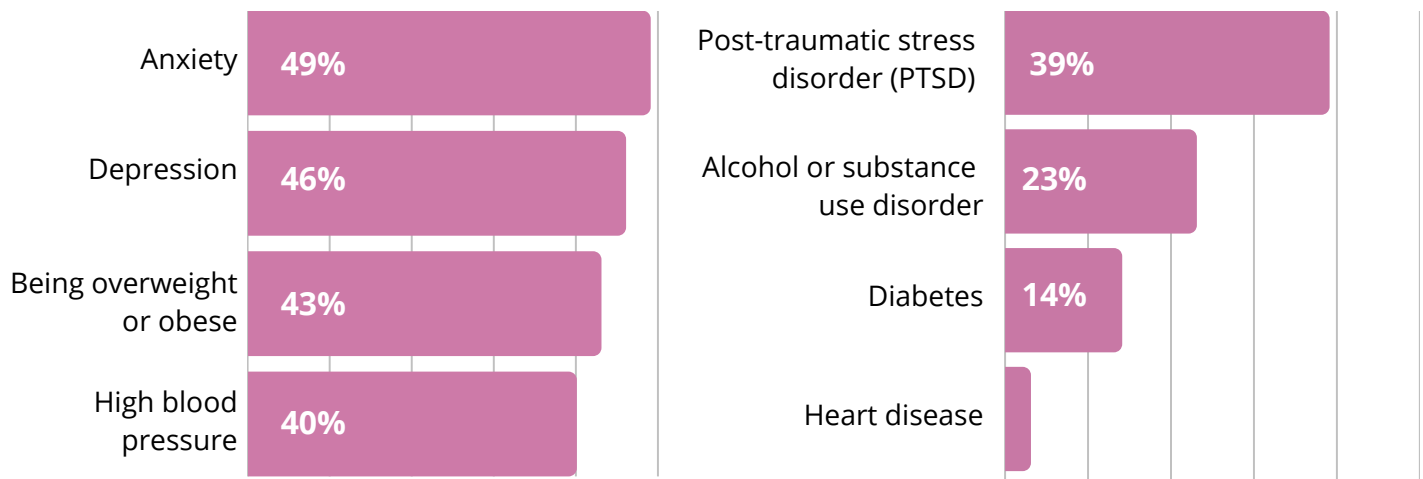 Anxiety
49%
Depression
46%
Being overweight
or obese
43%
High blood
pressure
40%
Post-traumatic stress
disorder (PTSD)
39%
Alcohol or substance
use disorder
23%
Diabetes
14%
Heart disease